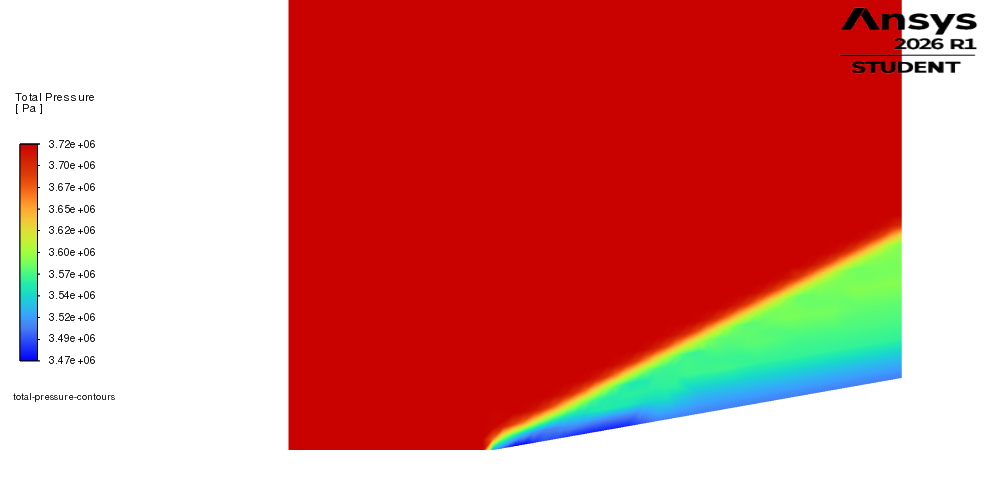 Ansys
2026 R1
STUDENT
Total Pressure
[ Pa ]
3.72e+06
3.70e+06
3.67e+06
3.65e+06
3.62e+06
3.60e+06
3.57e+06
3.54e+06
3.52e+06
3.49e+06
3.47e+06
total-pressure-contours